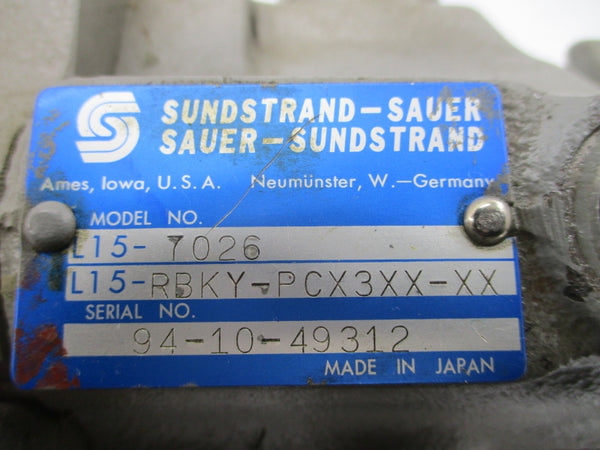 SUNDSTRAND-SAUER
SAUER-SUNDSTRAND
Ames, Iowa, U.S.A. Neumünster, W.-Germany
MODEL NO.
L15-7026
L15-RBKY-PCX3XX-XX
SERIAL NO.
94-10-49312
MADE IN JAPAN